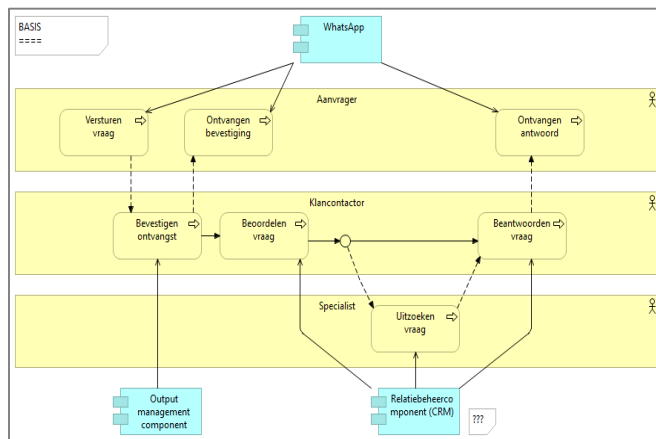 BASIS
====
WhatsApp
Aanvrager
Versturen
vraag
Ontvangen
bevestiging
Ontvangen
antwoord
Klancontactor
Bevestigen
ontvangst
Beoordelen
vraag
Beantwoorden
vraag
Specialist
Uitzoeken
vraag
Output
management
component
Relatiebeheerco
mponent (CRM)
???